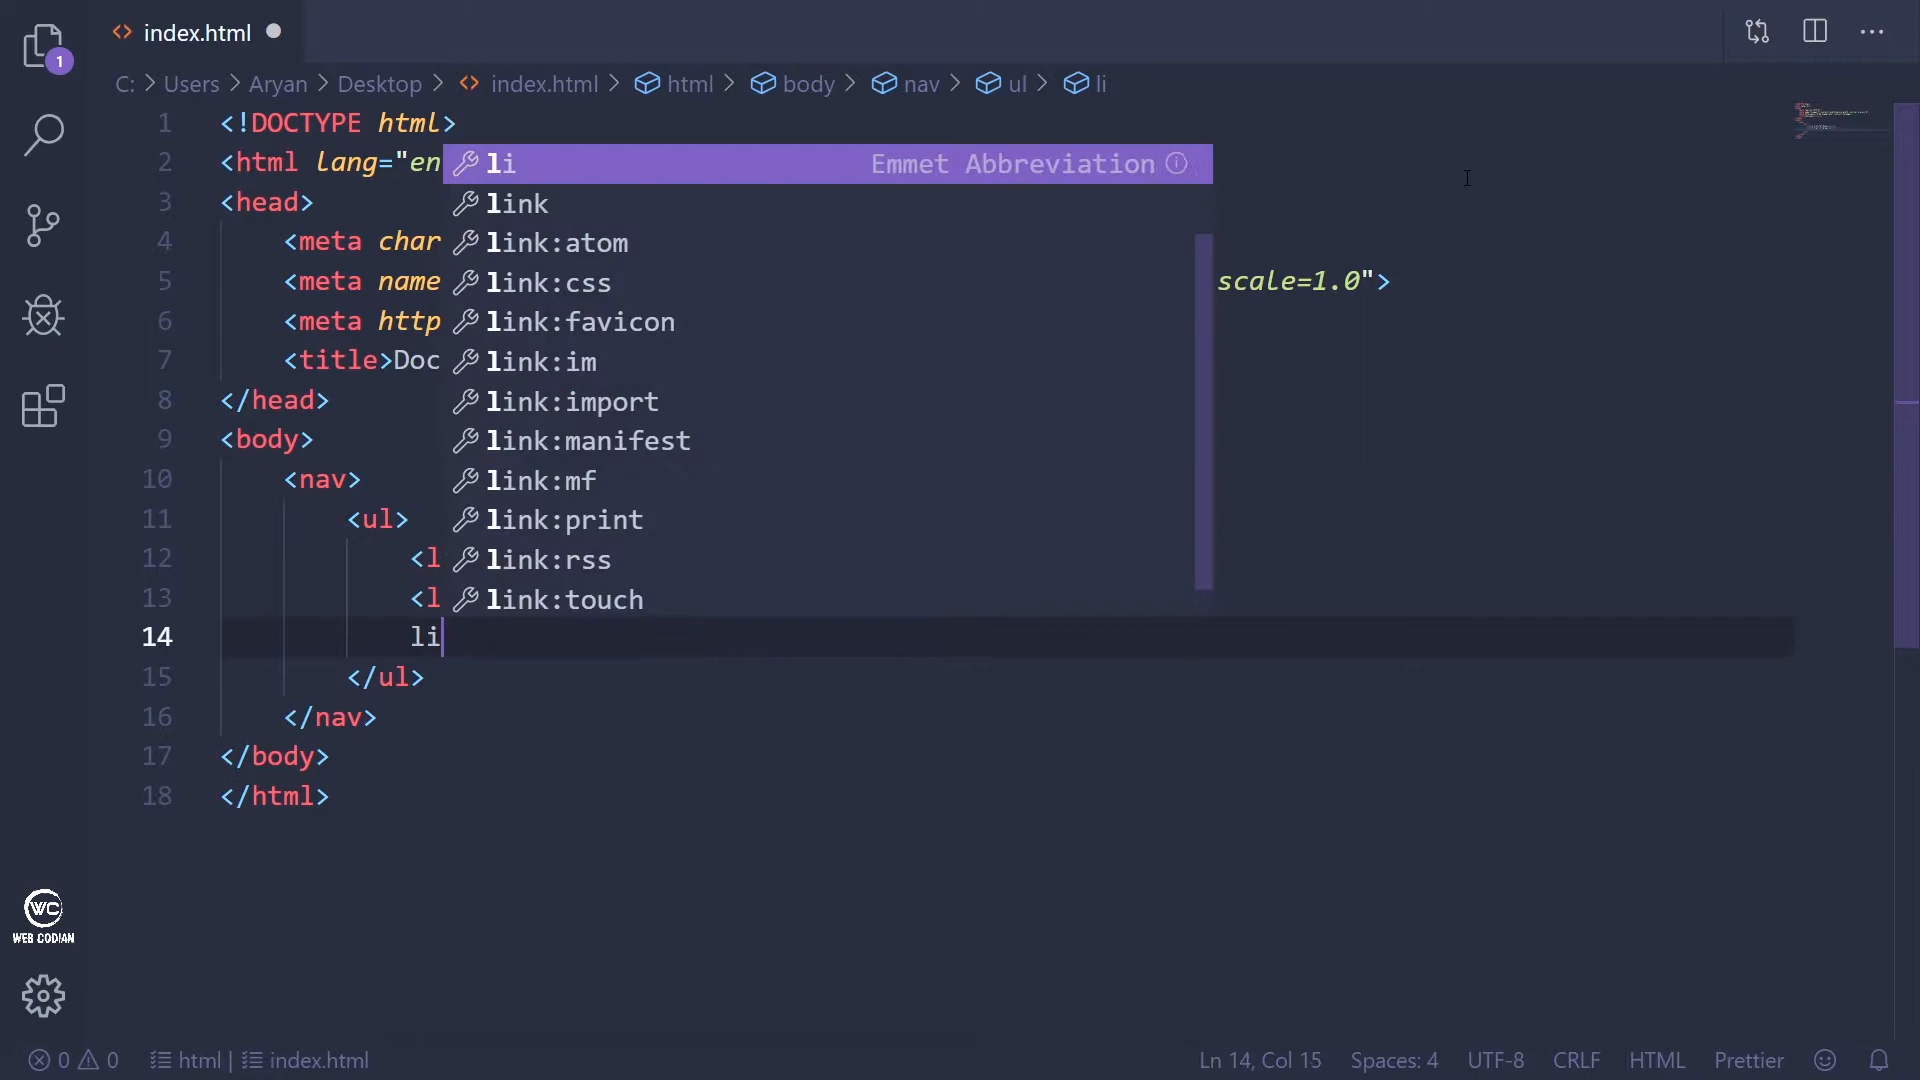 index.html
1
C: > Users > Aryan > Desktop > index.html > html > body > nav > ul > li
1 <!DOCTYPE html>
2 <html lang="en
3 <head>
4 <meta char
5 <meta name scale=1.0">
6 <meta http
7 <title>Doc
8 </head>
9 <body>
10 <nav>
11 <ul>
12 <l
13 <l
14 li
15 </ul>
16 </nav>
17 </body>
18 </html>
li Emmet Abbreviation
link
link:atom
link:css
link:favicon
link:im
link:import
link:manifest
link:mf
link:print
link:rss
link:touch
WC
WEB CODIAN
0 0 html | index.html Ln 14, Col 15 Spaces: 4 UTF-8 CRLF HTML Prettier